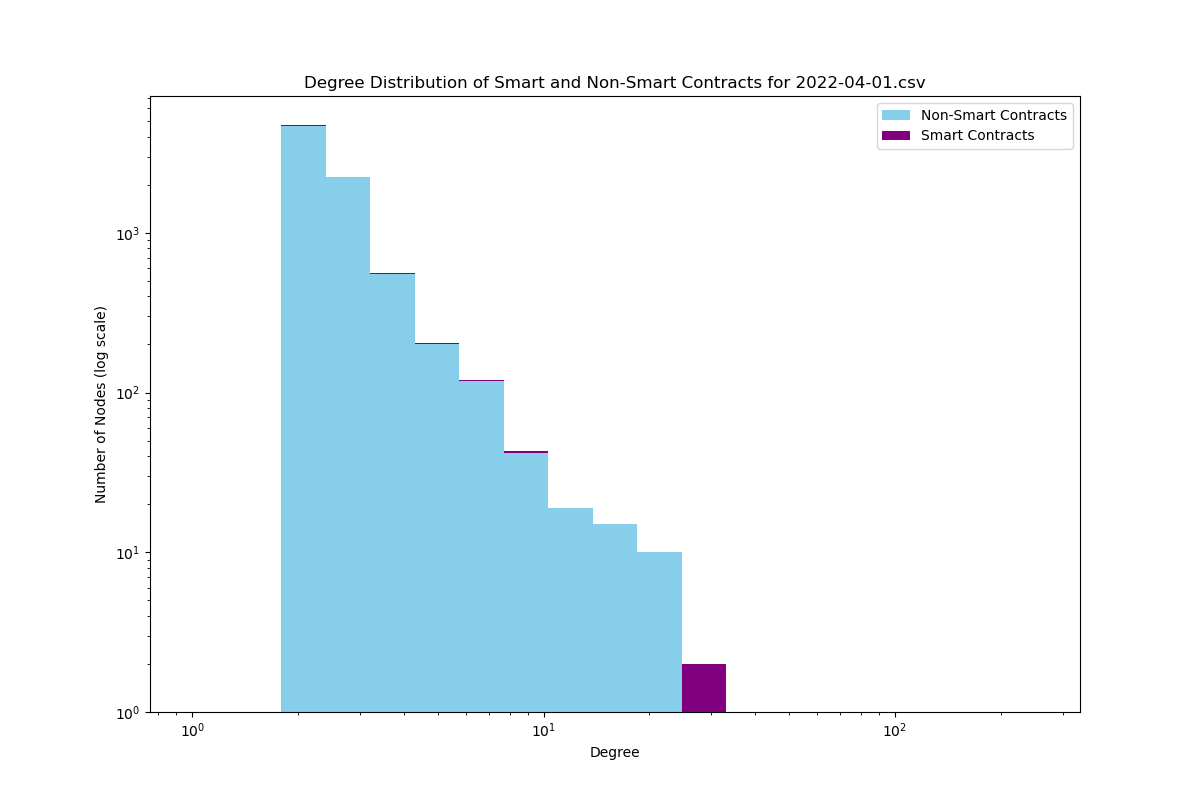 Degree Distribution of Smart and Non-Smart Contracts for 2022-04-01.csv
Non-Smart Contracts
Smart Contracts
Number of Nodes (log scale)
10³
10²
10¹
10⁰
10⁰ 10¹ 10²
Degree